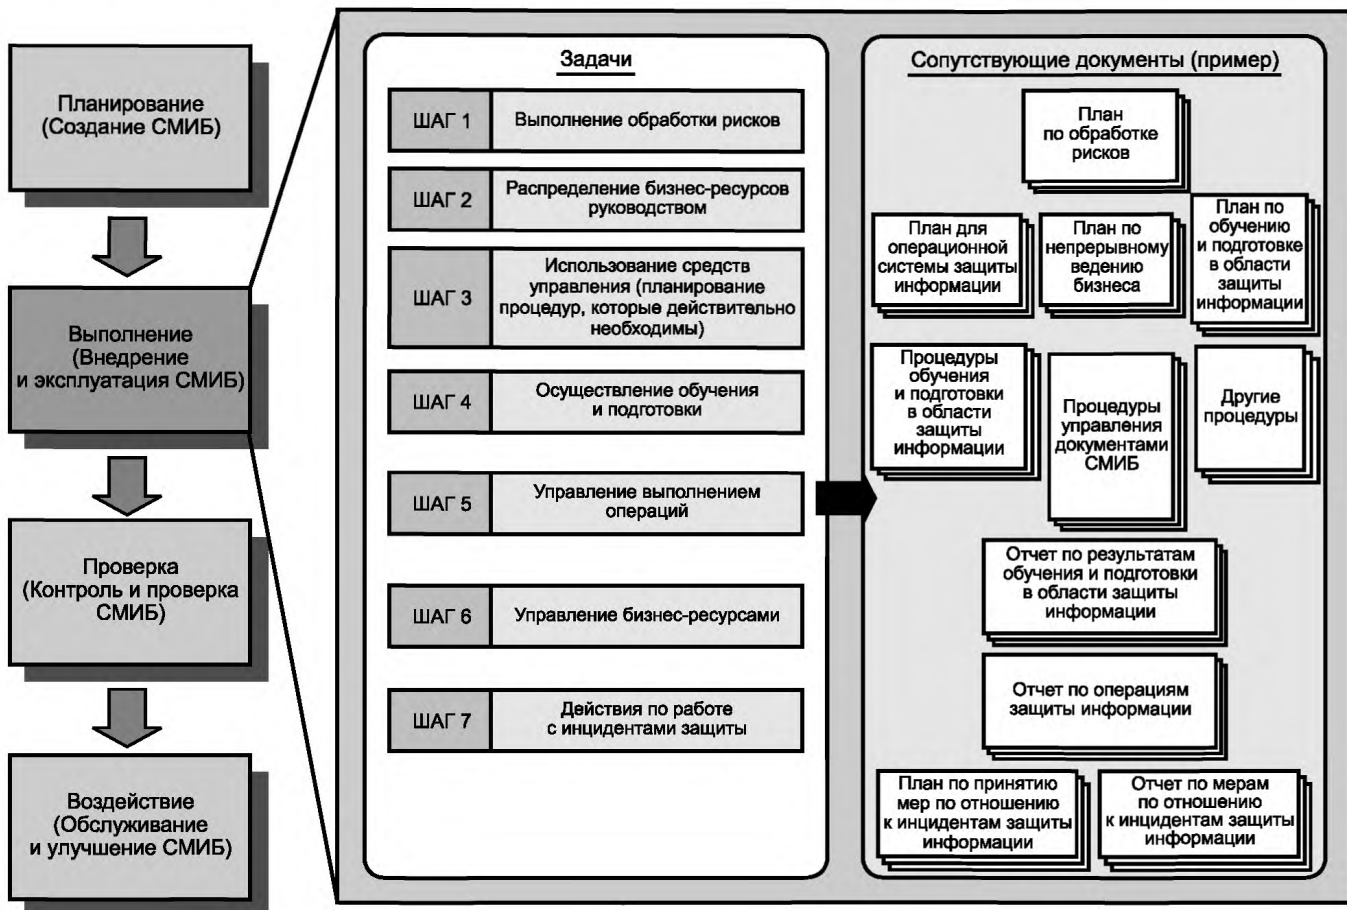 Планирование
(Создание СМИБ)
Выполнение
(Внедрение
и эксплуатация СМИБ)
Проверка
(Контроль и проверка
СМИБ)
Воздействие
(Обслуживание
и улучшение СМИБ)
Задачи
ШАГ 1
Выполнение обработки рисков
ШАГ 2
Распределение бизнес-ресурсов
руководством
ШАГ 3
Использование средств
управления (планирование
процедур, которые действительно
необходимы)
ШАГ 4
Осуществление обучения
и подготовки
ШАГ 5
Управление выполнением
операций
ШАГ 6
Управление бизнес-ресурсами
ШАГ 7
Действия по работе
с инцидентами защиты
Сопутствующие документы (пример)
План
по обработке
рисков
План для
операционной
системы защиты
информации
План по
непрерывному
ведению
бизнеса
План по
обучению
и подготовке
в области
защиты
информации
Процедуры
обучения
и подготовки
в области
защиты
информации
Процедуры
управления
документами
СМИБ
Другие
процедуры
Отчет по результатам
обучения и подготовки
в области защиты
информации
Отчет по операциям
защиты информации
План по принятию
мер по отношению
к инцидентам защиты
информации
Отчет по мерам
по отношению
к инцидентам защиты
информации